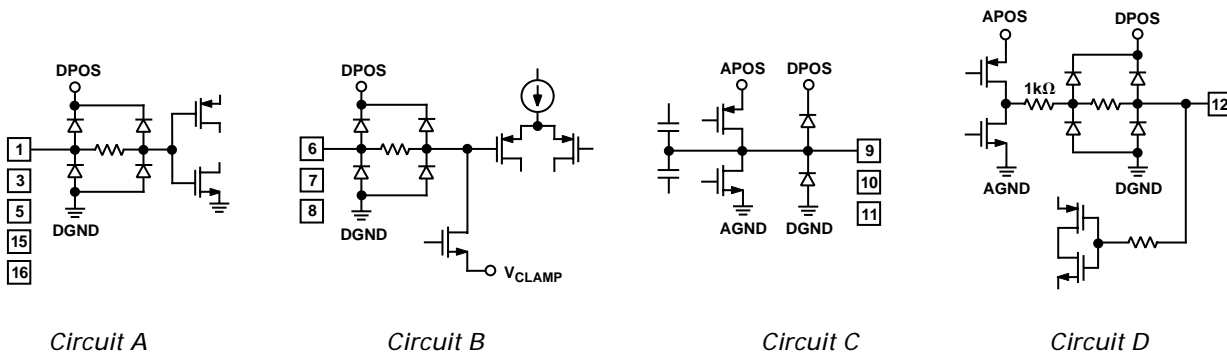 APOS DPOS
DPOS DPOS APOS DPOS
1kΩ
12
1 6 9
3 7 10
5 8 11
AGND DGND
DGND DGND AGND DGND
15
16
VCLAMP
Circuit A Circuit B Circuit C Circuit D